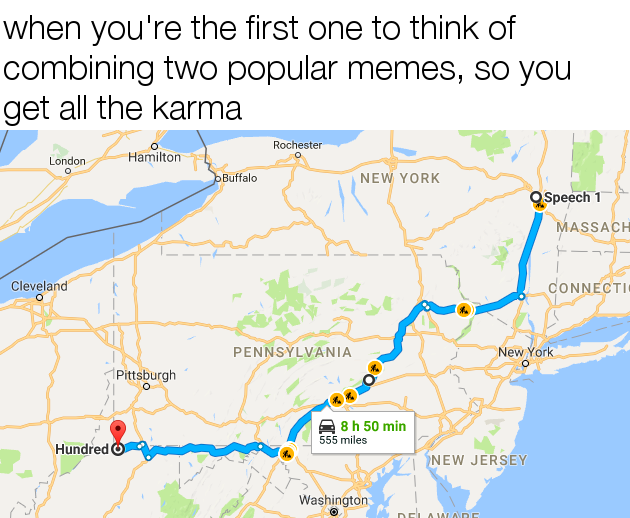 when you're the first one to think of
combining two popular memes, so you
get all the karma
Rochester
London
Hamilton
Buffalo
NEW YORK
Speech 1
MASSACH
Cleveland
CONNECTI
PENNSYLVANIA
New York
Pittsburgh
8 h 50 min
555 miles
Hundred
NEW JERSEY
Washington
DELAWARE